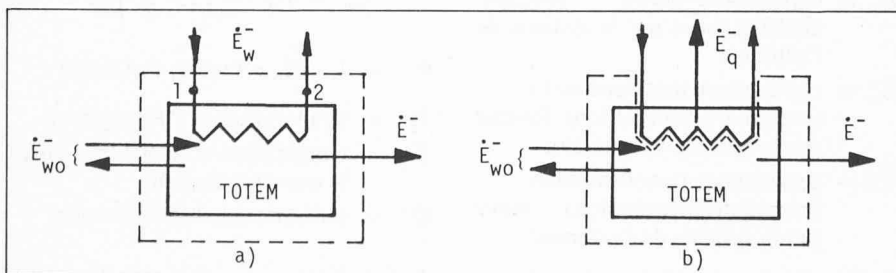 Ė⁻w
1 2
Ė⁻wo { Ė⁻
TOTEM
a)
Ė⁻q
Ė⁻wo { Ė⁻
TOTEM
b)